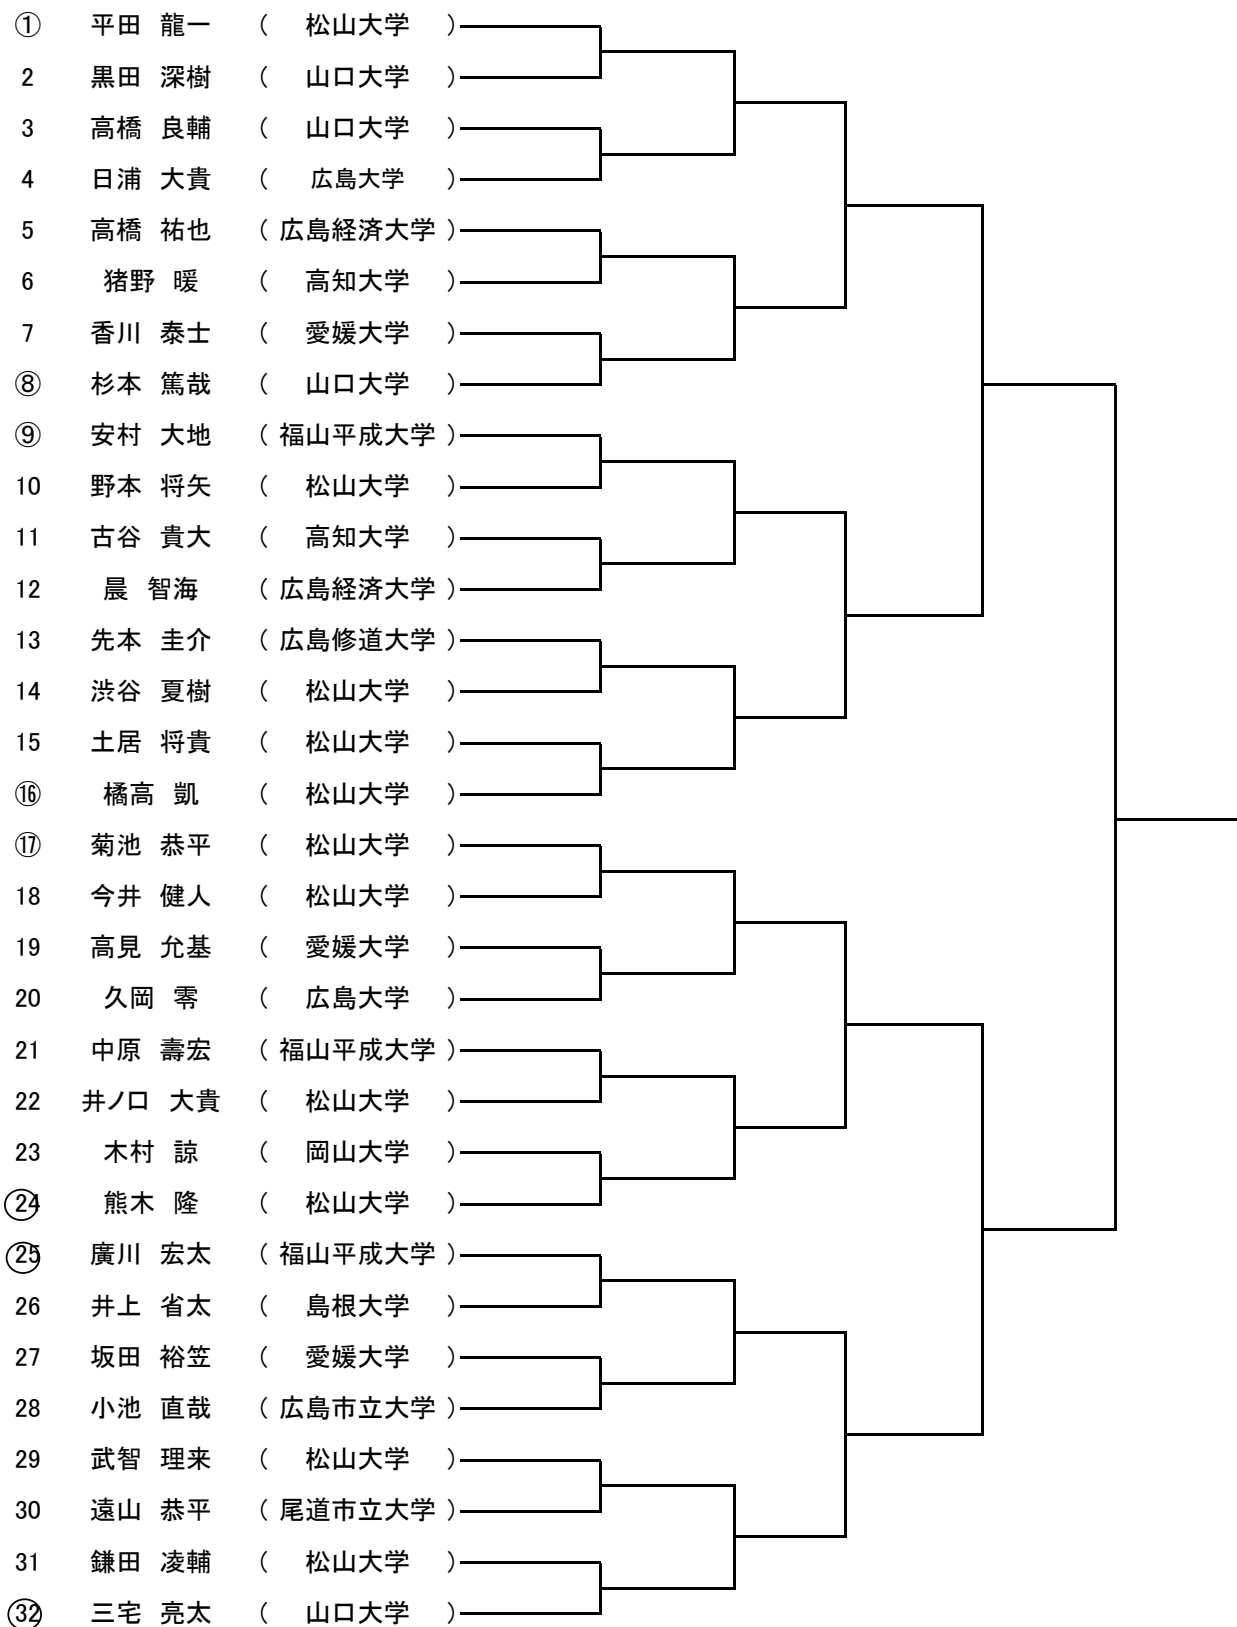 ① 平田 龍一 ( 松山大学 )
2 黒田 深樹 ( 山口大学 )
3 高橋 良輔 ( 山口大学 )
4 日浦 大貴 ( 広島大学 )
5 高橋 祐也 ( 広島経済大学 )
6 猪野 暖 ( 高知大学 )
7 香川 泰士 ( 愛媛大学 )
⑧ 杉本 篤哉 ( 山口大学 )
⑨ 安村 大地 ( 福山平成大学 )
10 野本 将矢 ( 松山大学 )
11 古谷 貴大 ( 高知大学 )
12 晨 智海 ( 広島経済大学 )
13 先本 圭介 ( 広島修道大学 )
14 渋谷 夏樹 ( 松山大学 )
15 土居 将貴 ( 松山大学 )
⑯ 橘高 凱 ( 松山大学 )
⑰ 菊池 恭平 ( 松山大学 )
18 今井 健人 ( 松山大学 )
19 高見 允基 ( 愛媛大学 )
20 久岡 零 ( 広島大学 )
21 中原 壽宏 ( 福山平成大学 )
22 井ノ口 大貴 ( 松山大学 )
23 木村 諒 ( 岡山大学 )
24 熊木 隆 ( 松山大学 )
25 廣川 宏太 ( 福山平成大学 )
26 井上 省太 ( 島根大学 )
27 坂田 裕笠 ( 愛媛大学 )
28 小池 直哉 ( 広島市立大学 )
29 武智 理来 ( 松山大学 )
30 遠山 恭平 ( 尾道市立大学 )
31 鎌田 凌輔 ( 松山大学 )
32 三宅 亮太 ( 山口大学 )